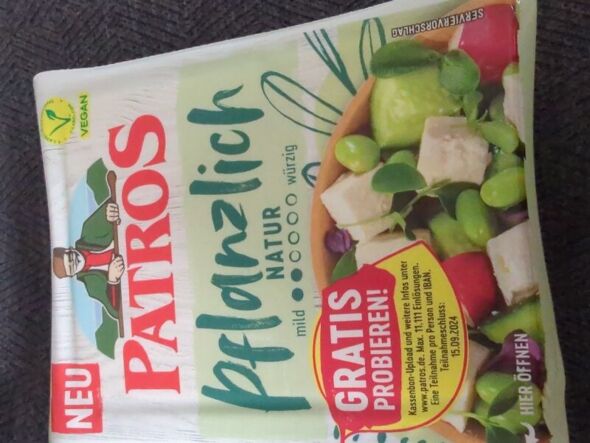 NEU
VEGAN
PATROS
Pflanzlich
NATUR
mild würzig
GRATIS
PROBIEREN!
Kassenbon-Upload und weitere Infos unter
www.patros.de. Max. 11.111 Einlösungen.
Eine Teilnahme pro Person und IBAN.
Teilnahmeschluss:
15.09.2024
SERVIERVORSCHLAG
HIER ÖFFNEN